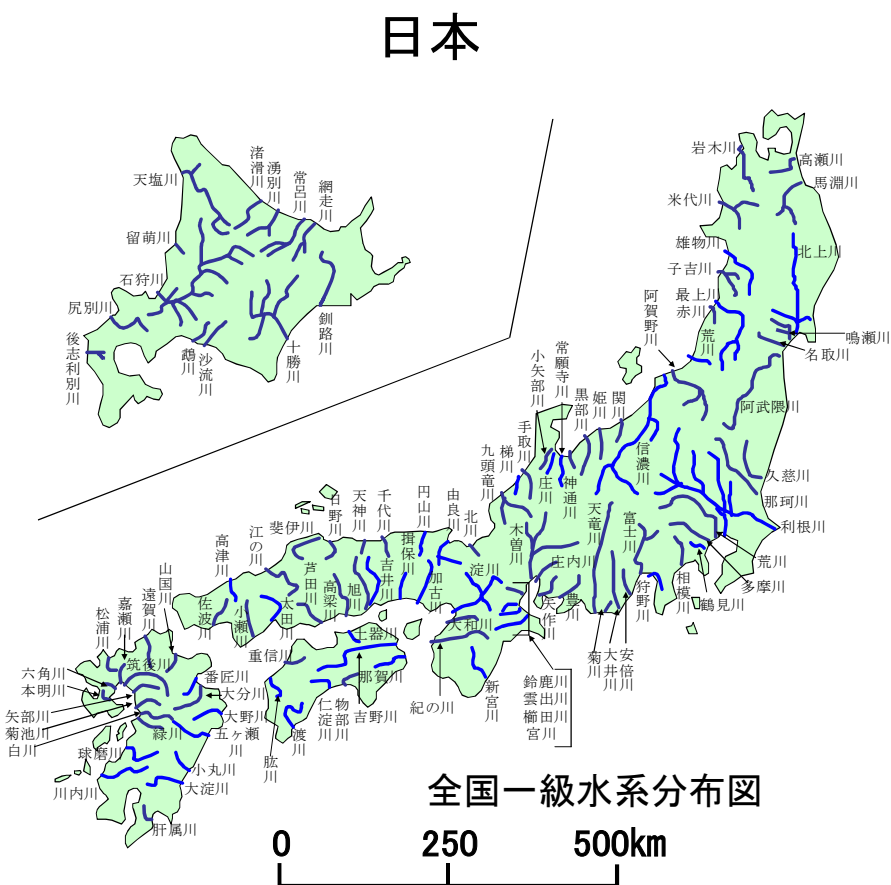 日本
天塩川
渚滑川
湧別川
常呂川
網走川
留萌川
石狩川
尻別川
後志利別川
鵡川
沙流川
十勝川
釧路川
岩木川
高瀬川
馬淵川
米代川
雄物川
北上川
子吉川
最上川
赤川
荒川
阿賀野川
鳴瀬川
名取川
阿武隈川
小矢部川
常願寺川
黒部川
姫川
関川
手取川
梯川
九頭竜川
庄川
神通川
信濃川
久慈川
那珂川
利根川
荒川
多摩川
鶴見川
相模川
狩野川
富士川
天竜川
木曽川
庄内川
矢作川
豊川
菊川
大井川
安倍川
北川
由良川
円山川
千代川
天神川
日野川
斐伊川
江の川
高津川
揖保川
加古川
淀川
吉井川
旭川
高梁川
芦田川
太田川
小瀬川
佐波川
大和川
紀の川
新宮川
鈴鹿川
雲出川
櫛田川
宮川
土器川
重信川
那賀川
吉野川
物部川
仁淀川
渡川
肱川
山国川
遠賀川
嘉瀬川
松浦川
六角川
本明川
筑後川
番匠川
大分川
大野川
五ヶ瀬川
矢部川
菊池川
白川
緑川
球磨川
小丸川
大淀川
川内川
肝属川
全国一級水系分布図
0 250 500km